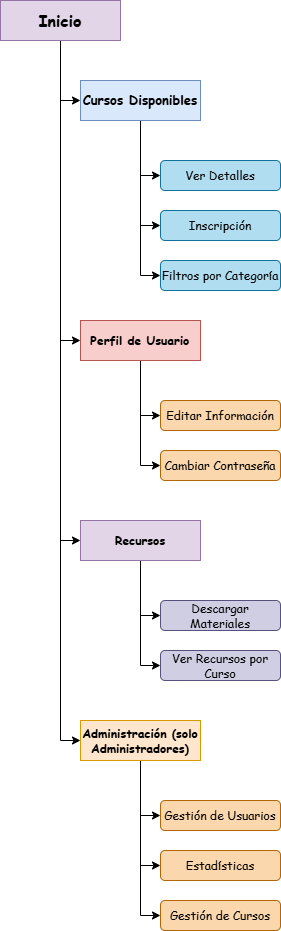 Inicio
Cursos Disponibles
Ver Detalles
Inscripción
Filtros por Categoría
Perfil de Usuario
Editar Información
Cambiar Contraseña
Recursos
Descargar
Materiales
Ver Recursos por
Curso
Administración (solo
Administradores)
Gestión de Usuarios
Estadísticas
Gestión de Cursos